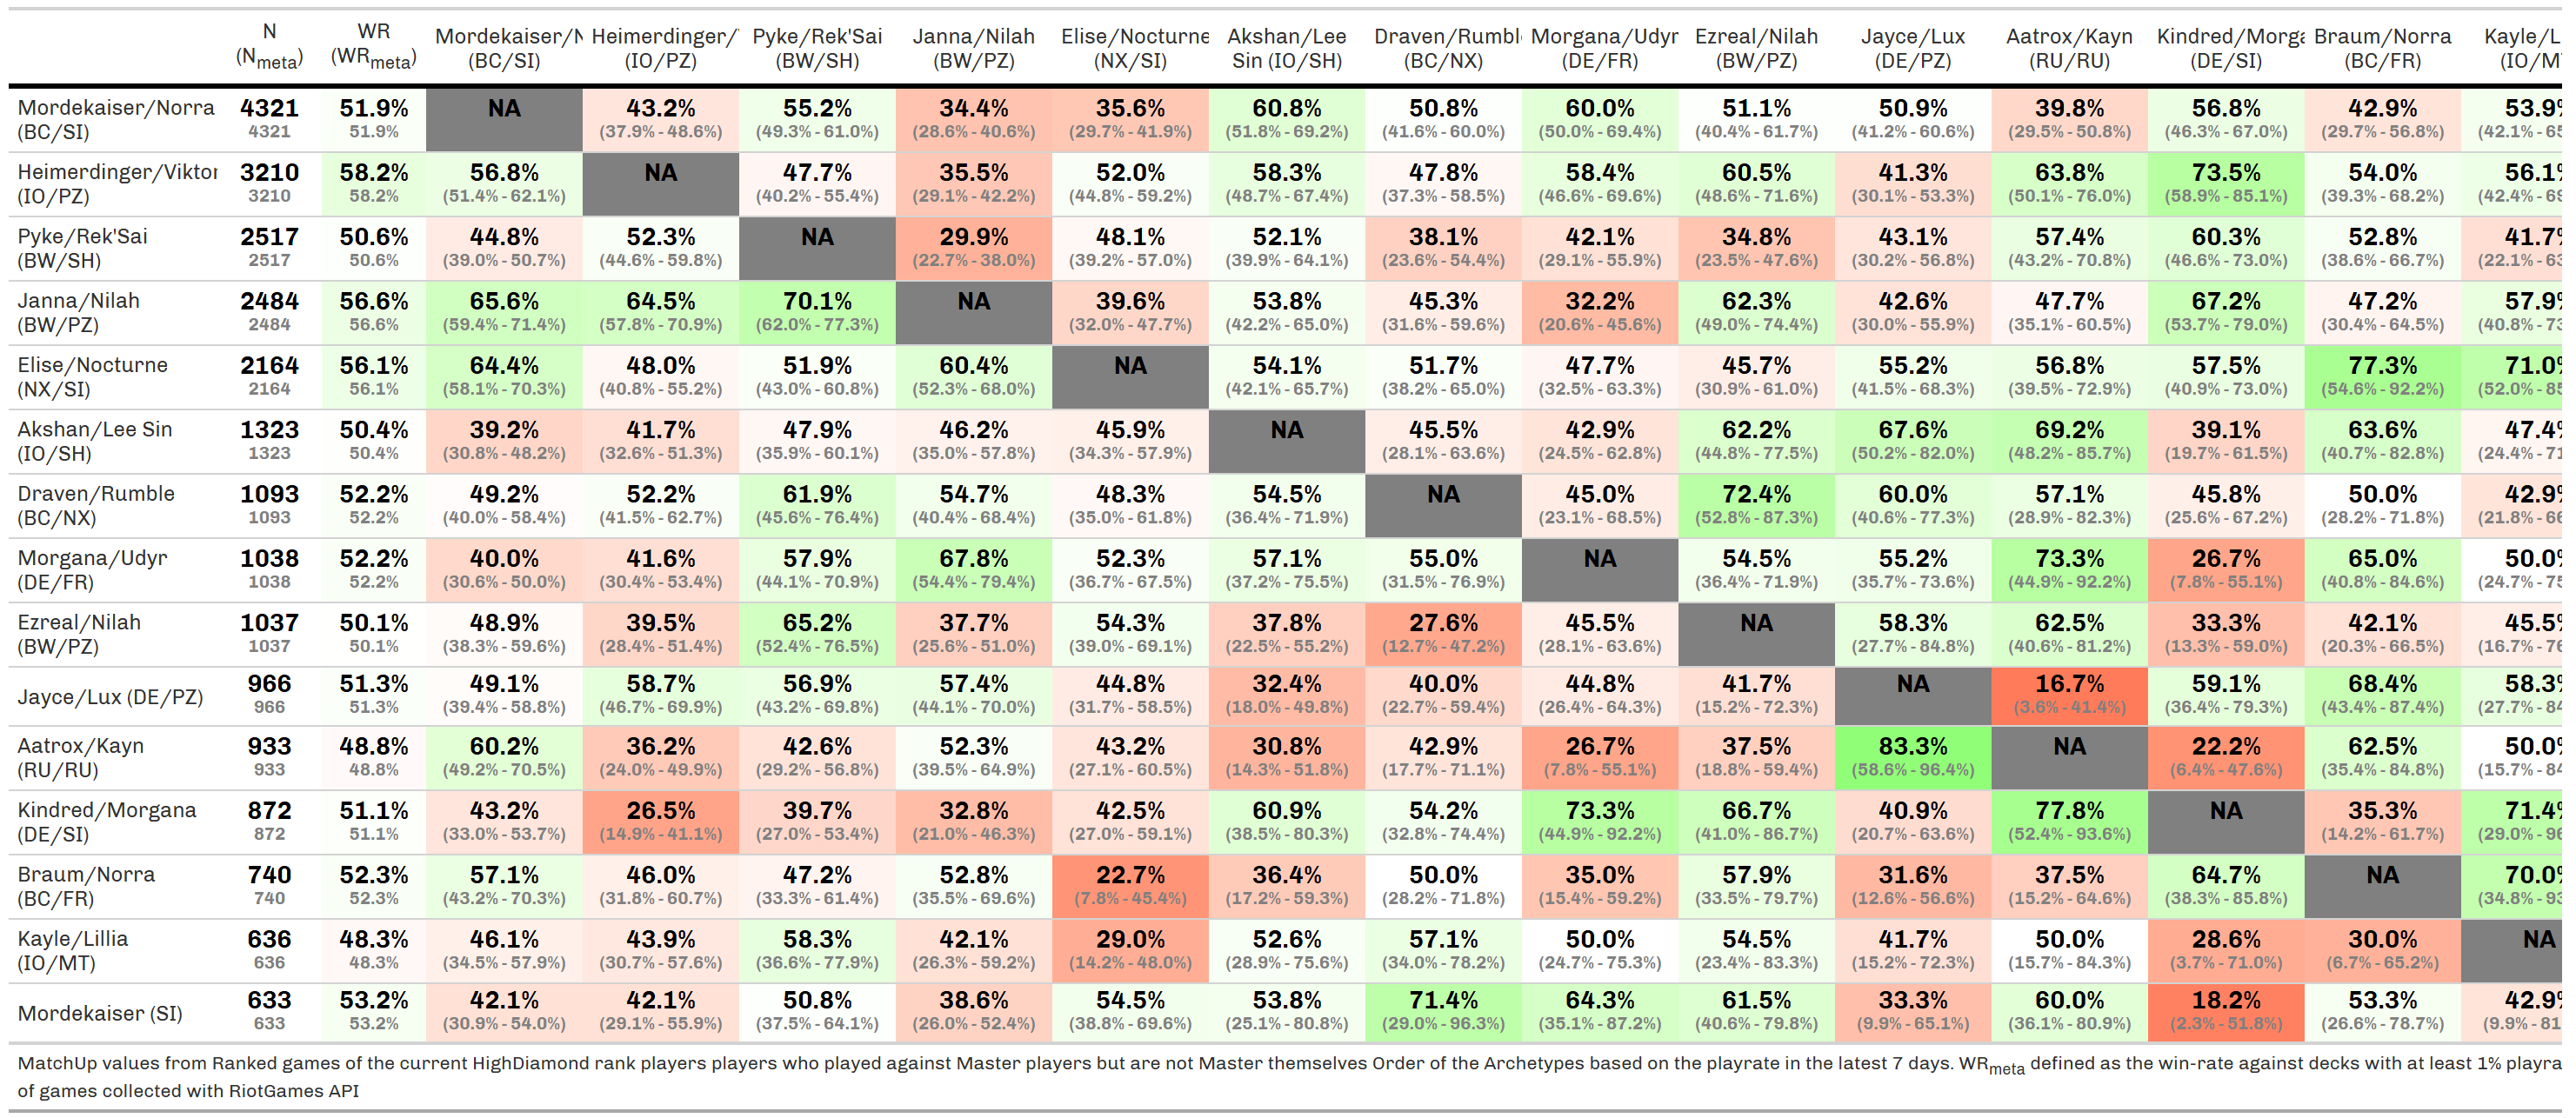 N WR Mordekaiser/N Heimerdinger/ Pyke/Rek'Sai Janna/Nilah Elise/Nocturne Akshan/Lee Draven/Rumbl Morgana/Udyr Ezreal/Nilah Jayce/Lux Aatrox/Kayn Kindred/Morga Braum/Norra Kayle/L
(Nmeta) (WRmeta) (BC/SI) (IO/PZ) (BW/SH) (BW/PZ) (NX/SI) Sin (IO/SH) (BC/NX) (DE/FR) (BW/PZ) (DE/PZ) (RU/RU) (DE/SI) (BC/FR) (IO/M
Mordekaiser/Norra 4321 51.9% NA 43.2% 55.2% 34.4% 35.6% 60.8% 50.8% 60.0% 51.1% 50.9% 39.8% 56.8% 42.9% 53.9%
(BC/SI) 4321 51.9% (37.9% - 48.6%) (49.3% - 61.0%) (28.6% - 40.6%) (29.7% - 41.9%) (51.8% - 69.2%) (41.6% - 60.0%) (50.0% - 69.4%) (40.4% - 61.7%) (41.2% - 60.6%) (29.5% - 50.8%) (46.3% - 67.0%) (29.7% - 56.8%) (42.1% - 65
Heimerdinger/Viktor 3210 58.2% 56.8% NA 47.7% 35.5% 52.0% 58.3% 47.8% 58.4% 60.5% 41.3% 63.8% 73.5% 54.0% 56.1%
(IO/PZ) 3210 58.2% (51.4% - 62.1%) (40.2% - 55.4%) (29.1% - 42.2%) (44.8% - 59.2%) (48.7% - 67.4%) (37.3% - 58.5%) (46.6% - 69.6%) (48.6% - 71.6%) (30.1% - 53.3%) (50.1% - 76.0%) (58.9% - 85.1%) (39.3% - 68.2%) (42.4% - 69
Pyke/Rek'Sai 2517 50.6% 44.8% 52.3% NA 29.9% 48.1% 52.1% 38.1% 42.1% 34.8% 43.1% 57.4% 60.3% 52.8% 41.7%
(BW/SH) 2517 50.6% (39.0% - 50.7%) (44.6% - 59.8%) (22.7% - 38.0%) (39.2% - 57.0%) (39.9% - 64.1%) (23.6% - 54.4%) (29.1% - 55.9%) (23.5% - 47.6%) (30.2% - 56.8%) (43.2% - 70.8%) (46.6% - 73.0%) (38.6% - 66.7%) (22.1% - 63
Janna/Nilah 2484 56.6% 65.6% 64.5% 70.1% NA 39.6% 53.8% 45.3% 32.2% 62.3% 42.6% 47.7% 67.2% 47.2% 57.9%
(BW/PZ) 2484 56.6% (59.4% - 71.4%) (57.8% - 70.9%) (62.0% - 77.3%) (32.0% - 47.7%) (42.2% - 65.0%) (31.6% - 59.6%) (20.6% - 45.6%) (49.0% - 74.4%) (30.0% - 55.9%) (35.1% - 60.5%) (53.7% - 79.0%) (30.4% - 64.5%) (40.8% - 73
Elise/Nocturne 2164 56.1% 64.4% 48.0% 51.9% 60.4% NA 54.1% 51.7% 47.7% 45.7% 55.2% 56.8% 57.5% 77.3% 71.0%
(NX/SI) 2164 56.1% (58.1% - 70.3%) (40.8% - 55.2%) (43.0% - 60.8%) (52.3% - 68.0%) (42.1% - 65.7%) (38.2% - 65.0%) (32.5% - 63.3%) (30.9% - 61.0%) (41.5% - 68.3%) (39.5% - 72.9%) (40.9% - 73.0%) (54.6% - 92.2%) (52.0% - 85
Akshan/Lee Sin 1323 50.4% 39.2% 41.7% 47.9% 46.2% 45.9% NA 45.5% 42.9% 62.2% 67.6% 69.2% 39.1% 63.6% 47.4%
(IO/SH) 1323 50.4% (30.8% - 48.2%) (32.6% - 51.3%) (35.9% - 60.1%) (35.0% - 57.8%) (34.3% - 57.9%) (28.1% - 63.6%) (24.5% - 62.8%) (44.8% - 77.5%) (50.2% - 82.0%) (48.2% - 85.7%) (19.7% - 61.5%) (40.7% - 82.8%) (24.4% - 71
Draven/Rumble 1093 52.2% 49.2% 52.2% 61.9% 54.7% 48.3% 54.5% NA 45.0% 72.4% 60.0% 57.1% 45.8% 50.0% 42.9%
(BC/NX) 1093 52.2% (40.0% - 58.4%) (41.5% - 62.7%) (45.6% - 76.4%) (40.4% - 68.4%) (35.0% - 61.8%) (36.4% - 71.9%) (23.1% - 68.5%) (52.8% - 87.3%) (40.6% - 77.3%) (28.9% - 82.3%) (25.6% - 67.2%) (28.2% - 71.8%) (21.8% - 66
Morgana/Udyr 1038 52.2% 40.0% 41.6% 57.9% 67.8% 52.3% 57.1% 55.0% NA 54.5% 55.2% 73.3% 26.7% 65.0% 50.0%
(DE/FR) 1038 52.2% (30.6% - 50.0%) (30.4% - 53.4%) (44.1% - 70.9%) (54.4% - 79.4%) (36.7% - 67.5%) (37.2% - 75.5%) (31.5% - 76.9%) (36.4% - 71.9%) (35.7% - 73.6%) (44.9% - 92.2%) (7.8% - 55.1%) (40.8% - 84.6%) (24.7% - 75
Ezreal/Nilah 1037 50.1% 48.9% 39.5% 65.2% 37.7% 54.3% 37.8% 27.6% 45.5% NA 58.3% 62.5% 33.3% 42.1% 45.5%
(BW/PZ) 1037 50.1% (38.3% - 59.6%) (28.4% - 51.4%) (52.4% - 76.5%) (25.6% - 51.0%) (39.0% - 69.1%) (22.5% - 55.2%) (12.7% - 47.2%) (28.1% - 63.6%) (27.7% - 84.8%) (40.6% - 81.2%) (13.3% - 59.0%) (20.3% - 66.5%) (16.7% - 76
Jayce/Lux (DE/PZ) 966 51.3% 49.1% 58.7% 56.9% 57.4% 44.8% 32.4% 40.0% 44.8% 41.7% NA 16.7% 59.1% 68.4% 58.3%
966 51.3% (39.4% - 58.8%) (46.7% - 69.9%) (43.2% - 69.8%) (44.1% - 70.0%) (31.7% - 58.5%) (18.0% - 49.8%) (22.7% - 59.4%) (26.4% - 64.3%) (15.2% - 72.3%) (3.6% - 41.4%) (36.4% - 79.3%) (43.4% - 87.4%) (27.7% - 84
Aatrox/Kayn 933 48.8% 60.2% 36.2% 42.6% 52.3% 43.2% 30.8% 42.9% 26.7% 37.5% 83.3% NA 22.2% 62.5% 50.0%
(RU/RU) 933 48.8% (49.2% - 70.5%) (24.0% - 49.9%) (29.2% - 56.8%) (39.5% - 64.9%) (27.1% - 60.5%) (14.3% - 51.8%) (17.7% - 71.1%) (7.8% - 55.1%) (18.8% - 59.4%) (58.6% - 96.4%) (6.4% - 47.6%) (35.4% - 84.8%) (15.7% - 84
Kindred/Morgana 872 51.1% 43.2% 26.5% 39.7% 32.8% 42.5% 60.9% 54.2% 73.3% 66.7% 40.9% 77.8% NA 35.3% 71.4%
(DE/SI) 872 51.1% (33.0% - 53.7%) (14.9% - 41.1%) (27.0% - 53.4%) (21.0% - 46.3%) (27.0% - 59.1%) (38.5% - 80.3%) (32.8% - 74.4%) (44.9% - 92.2%) (41.0% - 86.7%) (20.7% - 63.6%) (52.4% - 93.6%) (14.2% - 61.7%) (29.0% - 96
Braum/Norra 740 52.3% 57.1% 46.0% 47.2% 52.8% 22.7% 36.4% 50.0% 35.0% 57.9% 31.6% 37.5% 64.7% NA 70.0%
(BC/FR) 740 52.3% (43.2% - 70.3%) (31.8% - 60.7%) (33.3% - 61.4%) (35.5% - 69.6%) (7.8% - 45.4%) (17.2% - 59.3%) (28.2% - 71.8%) (15.4% - 59.2%) (33.5% - 79.7%) (12.6% - 56.6%) (15.2% - 64.6%) (38.3% - 85.8%) (34.8% - 93
Kayle/Lillia 636 48.3% 46.1% 43.9% 58.3% 42.1% 29.0% 52.6% 57.1% 50.0% 54.5% 41.7% 50.0% 28.6% 30.0% NA
(IO/MT) 636 48.3% (34.5% - 57.9%) (30.7% - 57.6%) (36.6% - 77.9%) (26.3% - 59.2%) (14.2% - 48.0%) (28.9% - 75.6%) (34.0% - 78.2%) (24.7% - 75.3%) (23.4% - 83.3%) (15.2% - 72.3%) (15.7% - 84.3%) (3.7% - 71.0%) (6.7% - 65.2%)
Mordekaiser (SI) 633 53.2% 42.1% 42.1% 50.8% 38.6% 54.5% 53.8% 71.4% 64.3% 61.5% 33.3% 60.0% 18.2% 53.3% 42.9%
633 53.2% (30.9% - 54.0%) (29.1% - 55.9%) (37.5% - 64.1%) (26.0% - 52.4%) (38.8% - 69.6%) (25.1% - 80.8%) (29.0% - 96.3%) (35.1% - 87.2%) (40.6% - 79.8%) (9.9% - 65.1%) (36.1% - 80.9%) (2.3% - 51.8%) (26.6% - 78.7%) (9.9% - 81
MatchUp values from Ranked games of the current HighDiamond rank players players who played against Master players but are not Master themselves Order of the Archetypes based on the playrate in the latest 7 days. WRmeta defined as the win-rate against decks with at least 1% playra
of games collected with RiotGames API